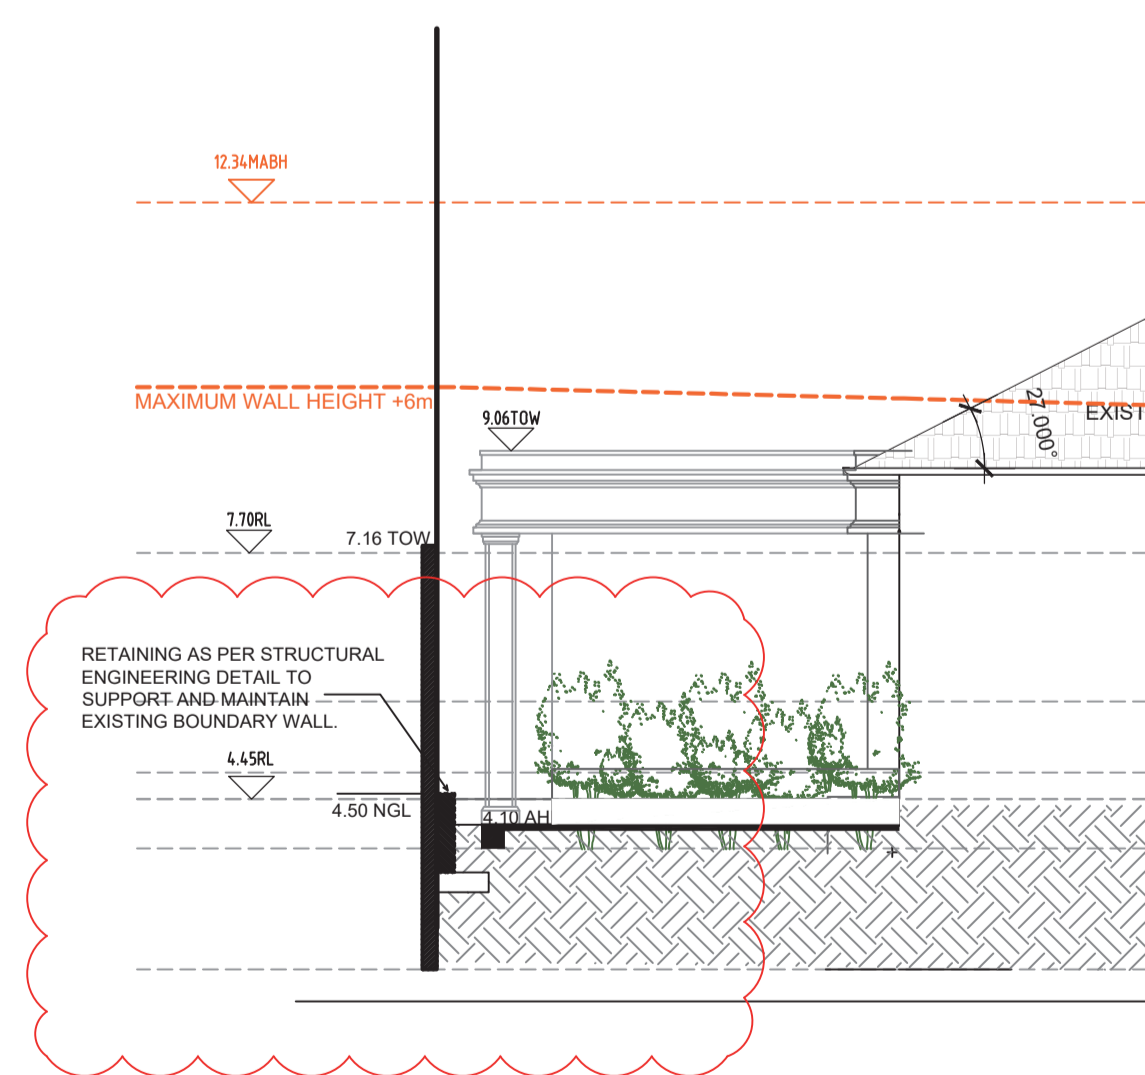 12.34MABH
MAXIMUM WALL HEIGHT +6m
9.06TOW
27.000°
EXIST
7.70RL
7.16 TOW
RETAINING AS PER STRUCTURAL
ENGINEERING DETAIL TO
SUPPORT AND MAINTAIN
EXISTING BOUNDARY WALL.
4.45RL
4.50 NGL
4.10 AH